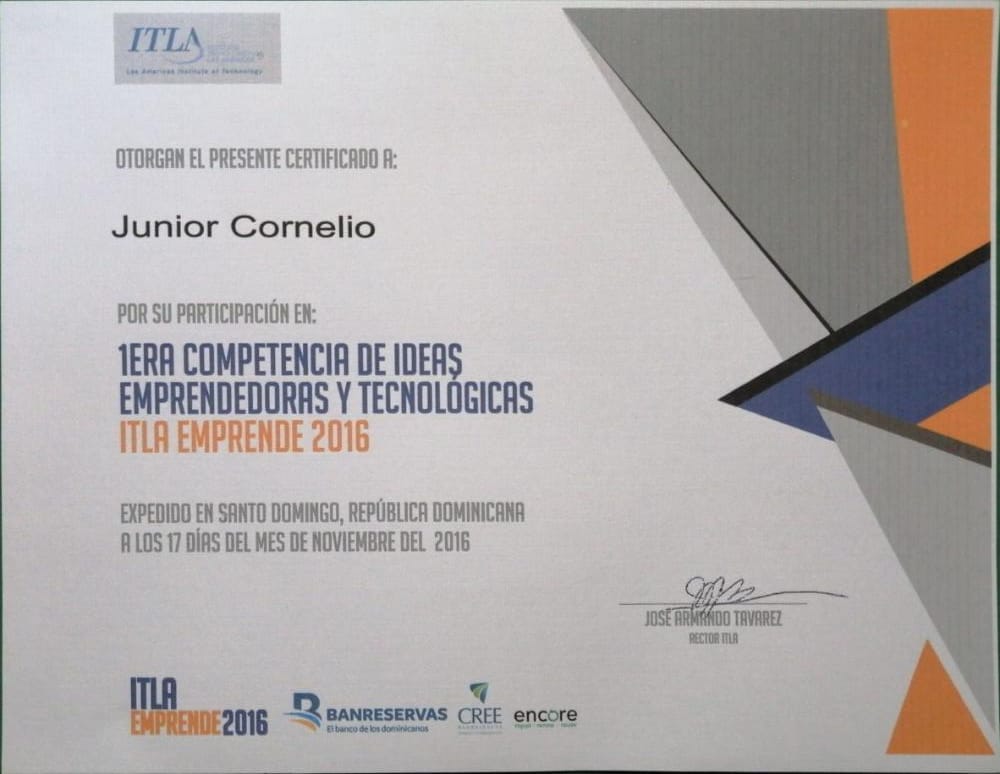 ITLA
Las Americas Institute of Technology
OTORGAN EL PRESENTE CERTIFICADO A:
Junior Cornelio
POR SU PARTICIPACIÓN EN:
1ERA COMPETENCIA DE IDEAS
EMPRENDEDORAS Y TECNOLÓGICAS
ITLA EMPRENDE 2016
EXPEDIDO EN SANTO DOMINGO, REPÚBLICA DOMINICANA
A LOS 17 DÍAS DEL MES DE NOVIEMBRE DEL 2016
JOSÉ ARMANDO TAVAREZ
RECTOR ITLA
ITLA
EMPRENDE 2016
BANRESERVAS
El banco de los dominicanos
CREE
BANRESERVAS
encore